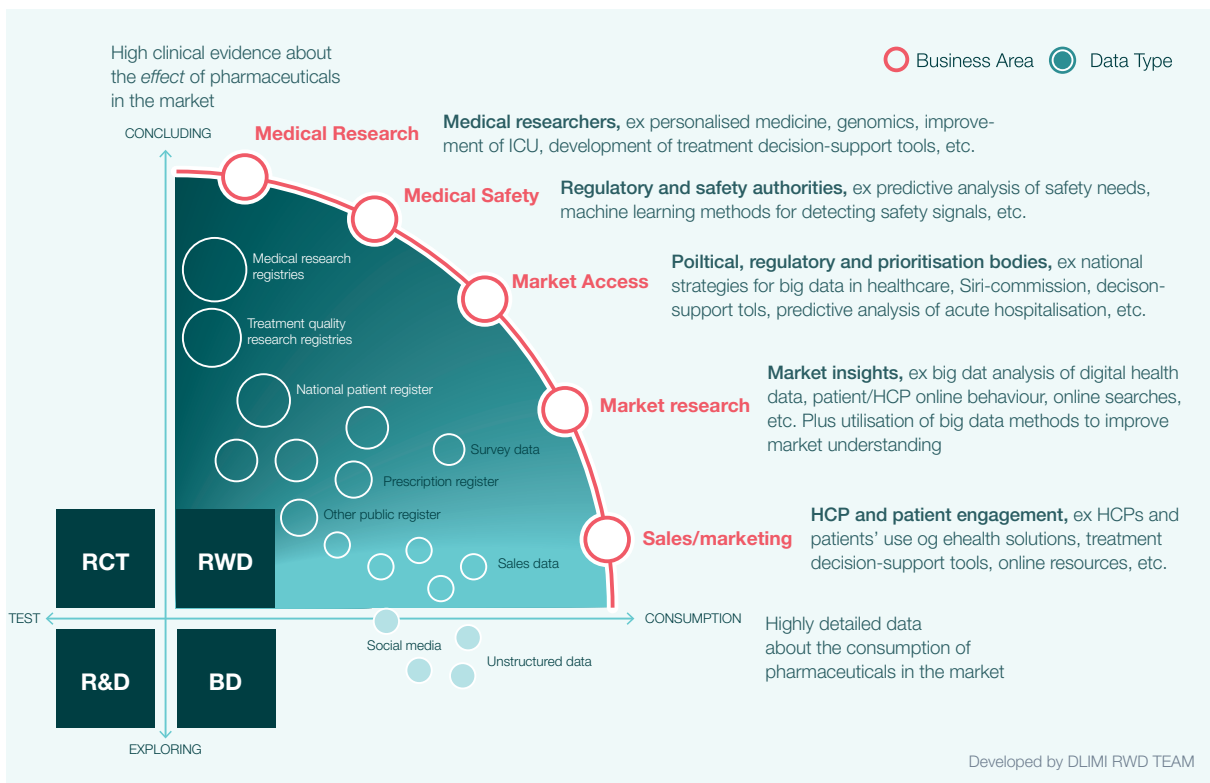 High clinical evidence about
the effect of pharmaceuticals
in the market
Business Area
Data Type
CONCLUDING
Medical Research
Medical researchers, ex personalised medicine, genomics, improve-
ment of ICU, development of treatment decision-support tools, etc.
Medical Safety
Regulatory and safety authorities, ex predictive analysis of safety needs,
machine learning methods for detecting safety signals, etc.
Market Access
Poiltical, regulatory and prioritisation bodies, ex national
strategies for big data in healthcare, Siri-commission, decison-
support tols, predictive analysis of acute hospitalisation, etc.
Medical research
registries
Treatment quality
research registries
Market research
Market insights, ex big dat analysis of digital health
data, patient/HCP online behaviour, online searches,
etc. Plus utilisation of big data methods to improve
market understanding
National patient register
Survey data
Prescription register
Other public register
Sales data
Sales/marketing
HCP and patient engagement, ex HCPs and
patients' use og ehealth solutions, treatment
decision-support tools, online resources, etc.
RCT
RWD
TEST
CONSUMPTION
Highly detailed data
about the consumption of
pharmaceuticals in the market
Social media
Unstructured data
R&D
BD
EXPLORING
Developed by DLIMI RWD TEAM